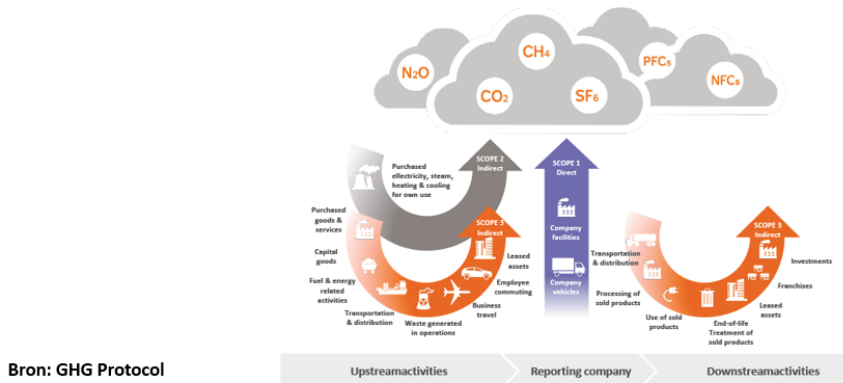 N2O
CH4
PFCs
NFCs
CO2
SF6
Purchased
ellectricity, steam,
heating & cooling
for own use
SCOPE 2
Indirect
SCOPE 1
Direct
Company
facilities
Company
vehicles
Purchased
goods &
services
Capital
goods
Fuel & energy
related
activities
Transportation
& distribution
Waste generated
in operations
Business
travel
Employee
commuting
Leased
assets
SCOPE 3
Indirect
Transportation
& distribution
Processing of
sold products
Use of sold
products
End-of-life
Treatment of
sold products
Leased
assets
Franchises
Investments
SCOPE 3
Indirect
Bron: GHG Protocol
Upstreamactivities
Reporting company
Downstreamactivities